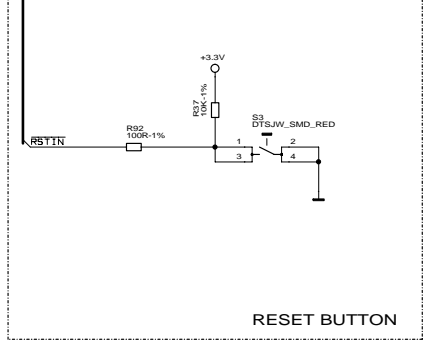 +3.3V
R37
10K-1%
S3
DTSJW_SMD_RED
R92
100R-1%
RSTIN
1
2
3
4
RESET BUTTON